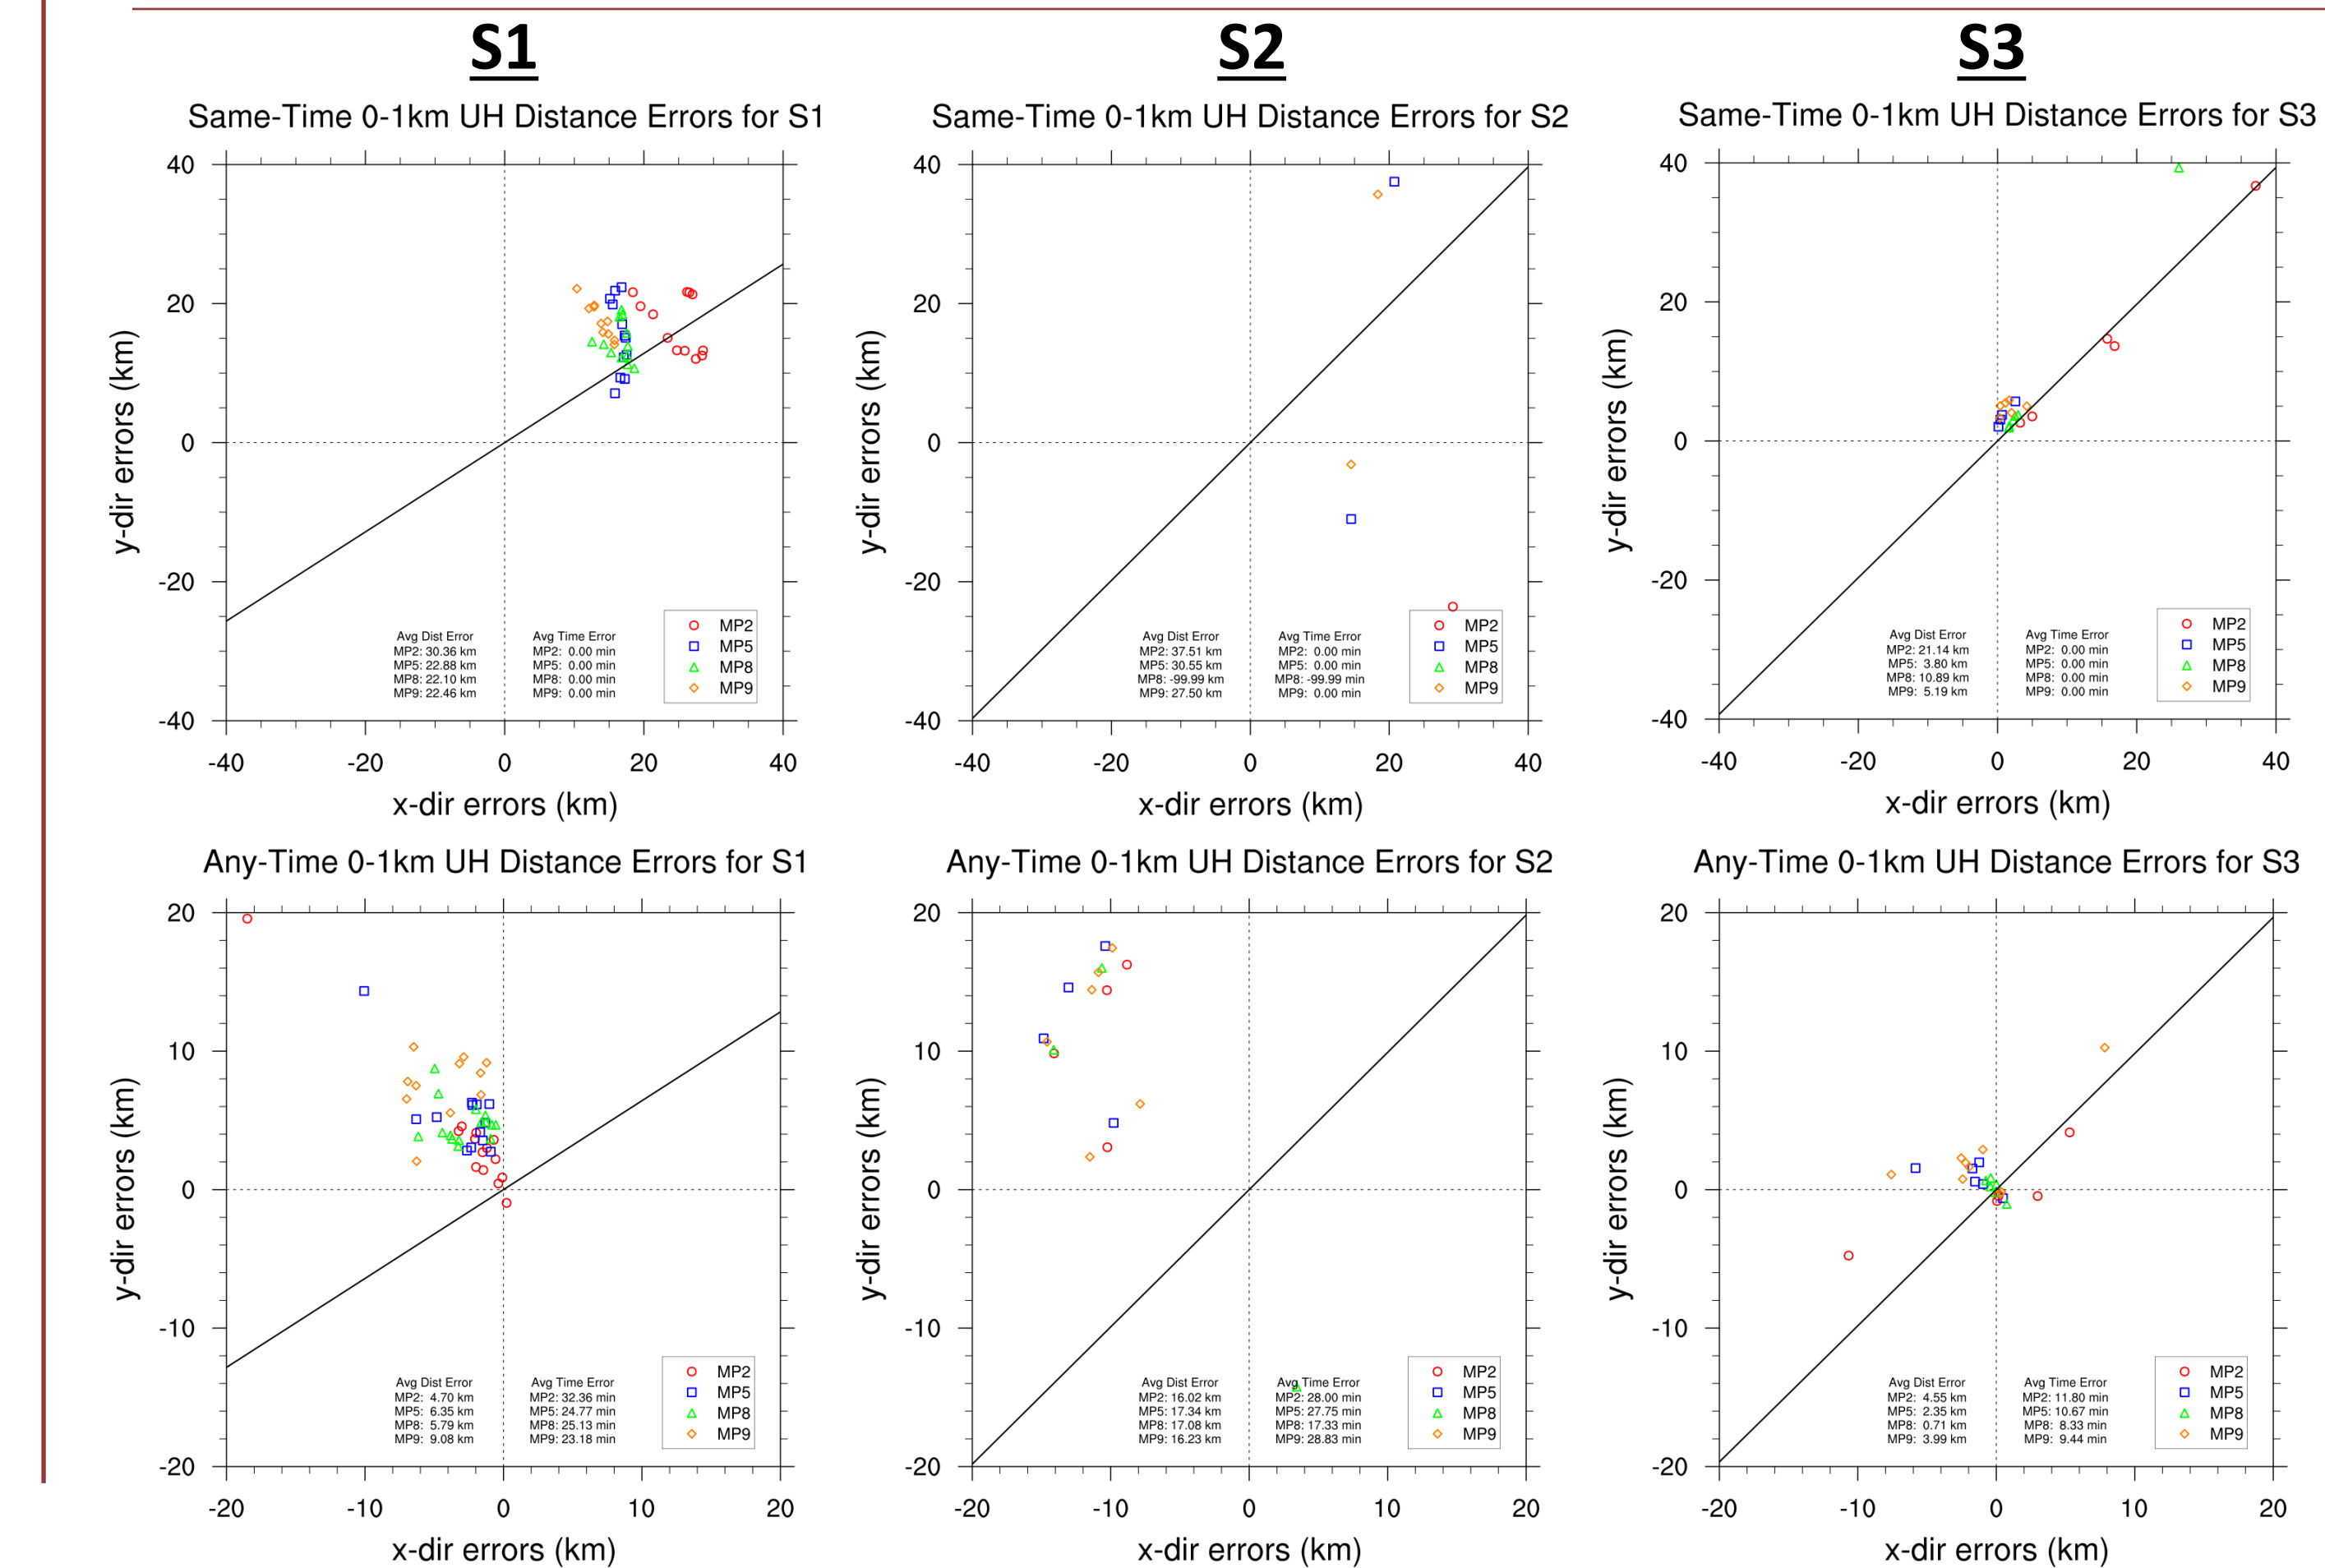 S1
S2
S3
Same-Time 0-1km UH Distance Errors for S1
40
20
0
-20
-40
-40 -20 0 20 40
y-dir errors (km)
x-dir errors (km)
Avg Dist Error
MP2: 30.36 km
MP5: 22.88 km
MP8: 22.10 km
MP9: 22.46 km
Avg Time Error
MP2: 0.00 min
MP5: 0.00 min
MP8: 0.00 min
MP9: 0.00 min
MP2
MP5
MP8
MP9
Same-Time 0-1km UH Distance Errors for S2
40
20
0
-20
-40
-40 -20 0 20 40
y-dir errors (km)
x-dir errors (km)
Avg Dist Error
MP2: 37.51 km
MP5: 30.55 km
MP8: -99.99 km
MP9: 27.50 km
Avg Time Error
MP2: 0.00 min
MP5: 0.00 min
MP8: -99.99 min
MP9: 0.00 min
MP2
MP5
MP8
MP9
Same-Time 0-1km UH Distance Errors for S3
40
20
0
-20
-40
-40 -20 0 20 40
y-dir errors (km)
x-dir errors (km)
Avg Dist Error
MP2: 21.14 km
MP5: 3.80 km
MP8: 10.89 km
MP9: 5.19 km
Avg Time Error
MP2: 0.00 min
MP5: 0.00 min
MP8: 0.00 min
MP9: 0.00 min
MP2
MP5
MP8
MP9
Any-Time 0-1km UH Distance Errors for S1
20
10
0
-10
-20
-20 -10 0 10 20
y-dir errors (km)
x-dir errors (km)
Avg Dist Error
MP2: 4.70 km
MP5: 6.35 km
MP8: 5.79 km
MP9: 9.08 km
Avg Time Error
MP2: 32.36 min
MP5: 24.77 min
MP8: 25.13 min
MP9: 23.18 min
MP2
MP5
MP8
MP9
Any-Time 0-1km UH Distance Errors for S2
20
10
0
-10
-20
-20 -10 0 10 20
y-dir errors (km)
x-dir errors (km)
Avg Dist Error
MP2: 16.02 km
MP5: 17.34 km
MP8: 17.08 km
MP9: 16.23 km
Avg Time Error
MP2: 28.00 min
MP5: 27.75 min
MP8: 17.33 min
MP9: 28.83 min
MP2
MP5
MP8
MP9
Any-Time 0-1km UH Distance Errors for S3
20
10
0
-10
-20
-20 -10 0 10 20
y-dir errors (km)
x-dir errors (km)
Avg Dist Error
MP2: 4.55 km
MP5: 2.35 km
MP8: 0.71 km
MP9: 3.99 km
Avg Time Error
MP2: 11.80 min
MP5: 10.67 min
MP8: 8.33 min
MP9: 9.44 min
MP2
MP5
MP8
MP9